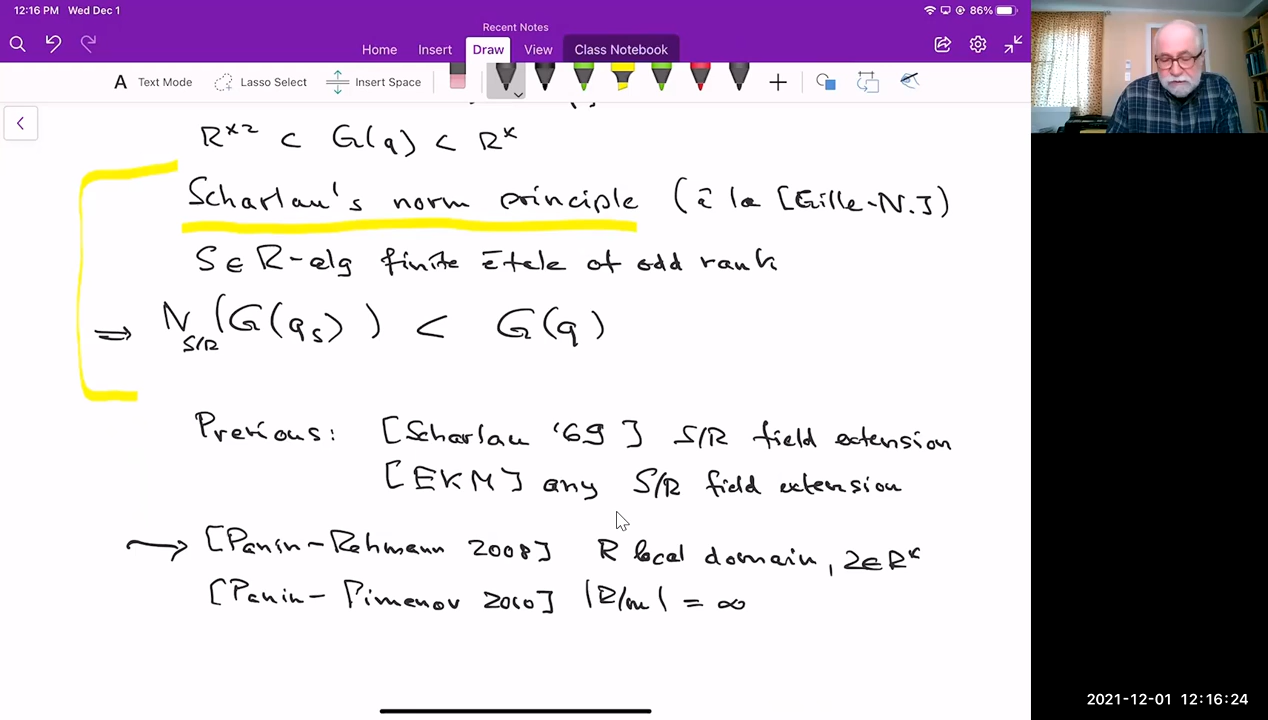 12:16 PM Wed Dec 1
86%
Recent Notes
Home Insert Draw View Class Notebook
A Text Mode Lasso Select Insert Space
R^{×2} < G(q) < R^×
Scharlau's norm principle (à la [Gille-N.])
S ∈ R-alg finite étale of odd rank
⇒ N_{S/R}(G(q_S)) < G(q)
Previous: [Scharlau '69] S/R field extension
[EKM] any S/R field extension
→ [Panin-Rehmann 2008] R local domain, 2∈R^×
[Panin-Pimenov 2010] |R/m| = ∞
2021-12-01 12:16:24